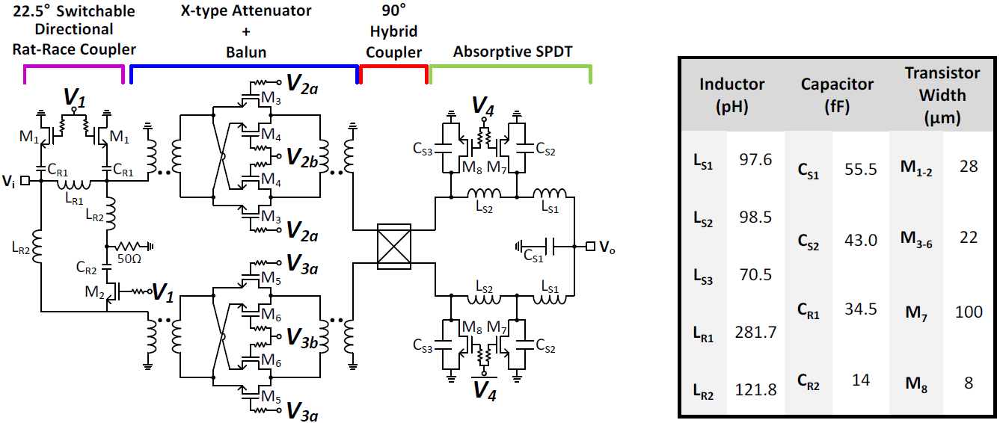 22.5° Switchable
Directional
Rat-Race Coupler
X-type Attenuator
+
Balun
90°
Hybrid
Coupler
Absorptive SPDT
V1
M1
M1
CR1
CR1
Vi
LR1
LR2
LR2
50Ω
CR2
M2
V1
V2a
M3
M4
V2b
M4
M3
V2a
V3a
M5
M6
V3b
M6
M5
V3a
V4
CS3
M8
M7
CS2
LS2
LS1
CS1
Vo
LS2
LS1
CS3
M8
M7
CS2
V4
Inductor
(pH)
Capacitor
(fF)
Transistor
Width
(μm)
LS1 97.6
LS2 98.5
LS3 70.5
LR1 281.7
LR2 121.8
CS1 55.5
CS2 43.0
CR1 34.5
CR2 14
M1-2 28
M3-6 22
M7 100
M8 8